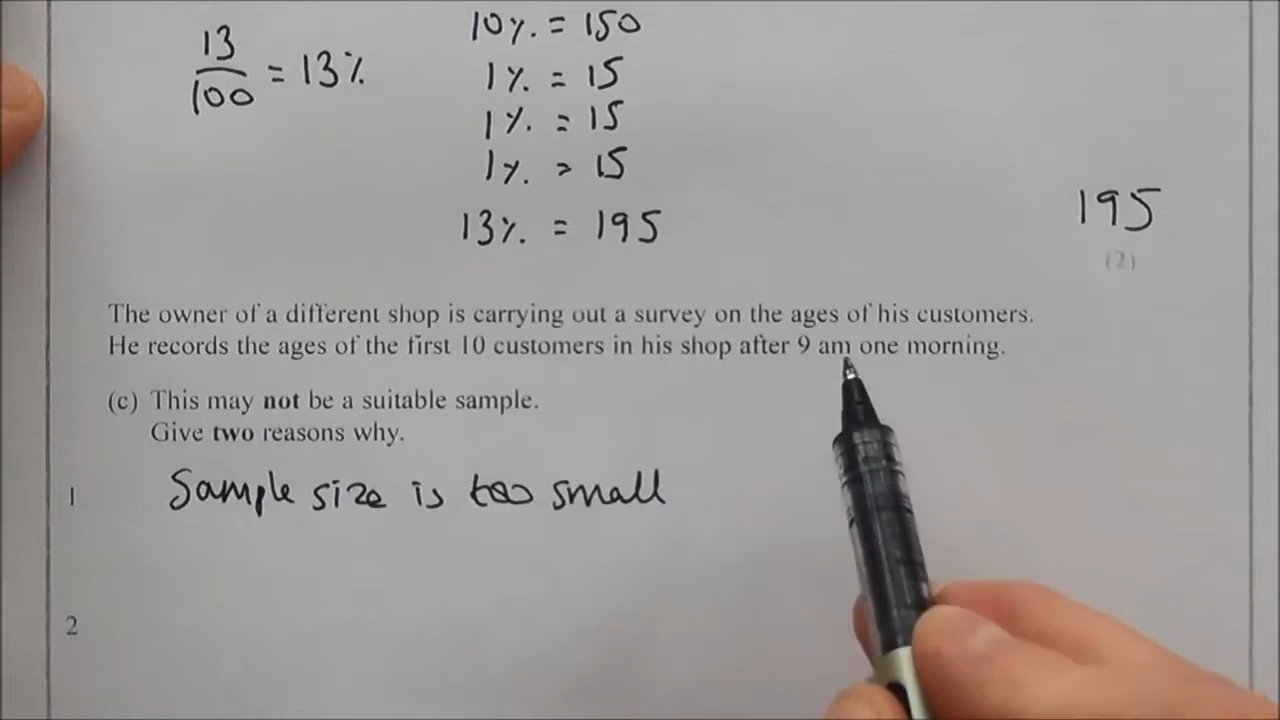 13/100 = 13%
10% = 150
1% = 15
1% = 15
1% = 15
13% = 195
195
(2)
The owner of a different shop is carrying out a survey on the ages of his customers.
He records the ages of the first 10 customers in his shop after 9 am one morning.
(c) This may not be a suitable sample.
Give two reasons why.
1 Sample size is too small
2